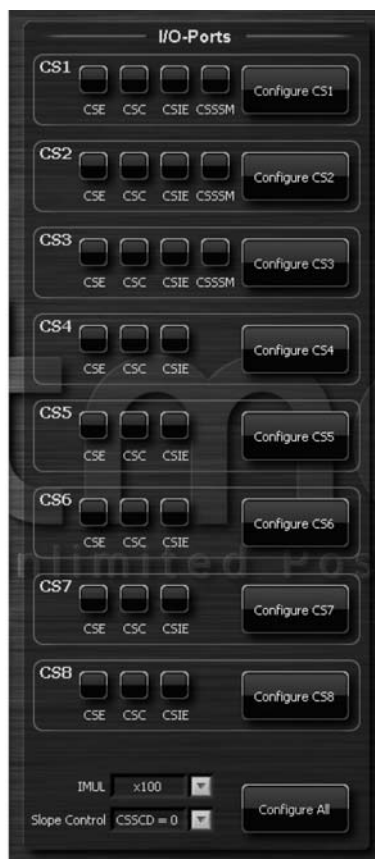 I/O-Ports
CS1
CSE CSC CSIE CSSSM
Configure CS1
CS2
CSE CSC CSIE CSSSM
Configure CS2
CS3
CSE CSC CSIE CSSSM
Configure CS3
CS4
CSE CSC CSIE
Configure CS4
CS5
CSE CSC CSIE
Configure CS5
CS6
CSE CSC CSIE
Configure CS6
nlimited Pos
CS7
CSE CSC CSIE
Configure CS7
CS8
CSE CSC CSIE
Configure CS8
IMUL x100
Slope Control CSSCD = 0
Configure All